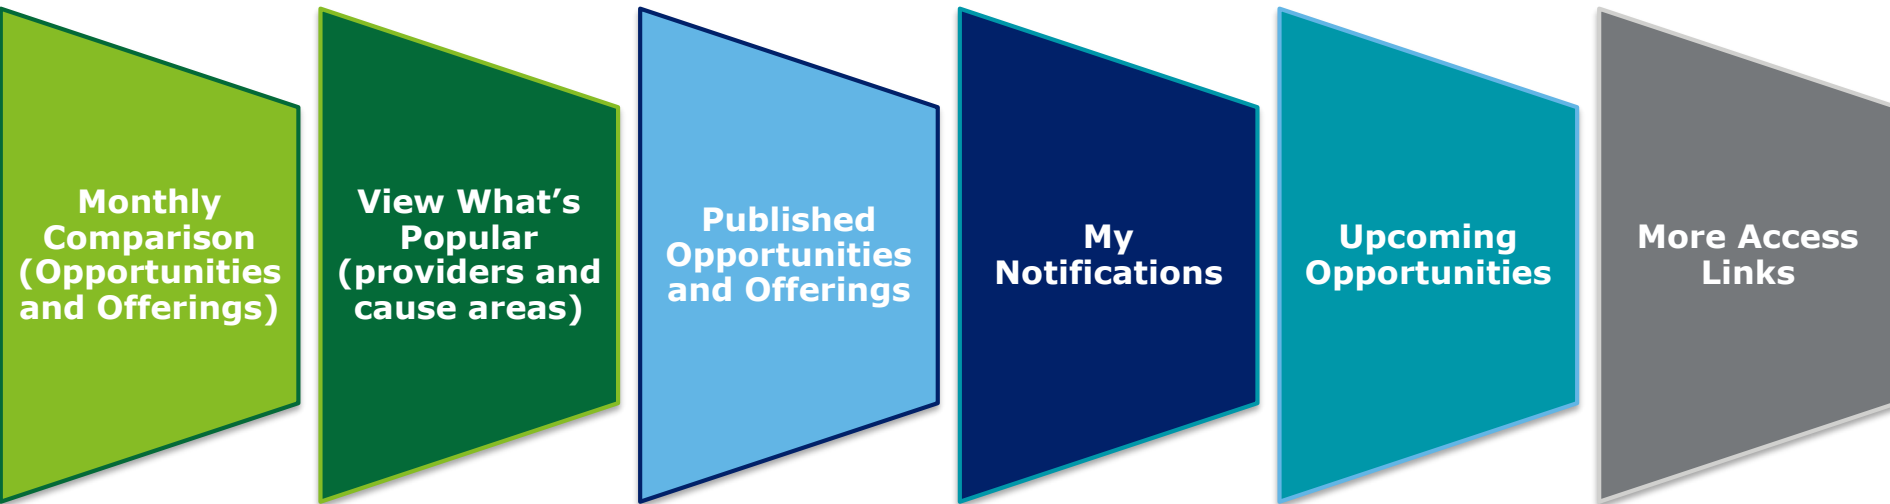 Monthly
Comparison
(Opportunities
and Offerings)
View What’s
Popular
(providers and
cause areas)
Published
Opportunities
and Offerings
My
Notifications
Upcoming
Opportunities
More Access
Links